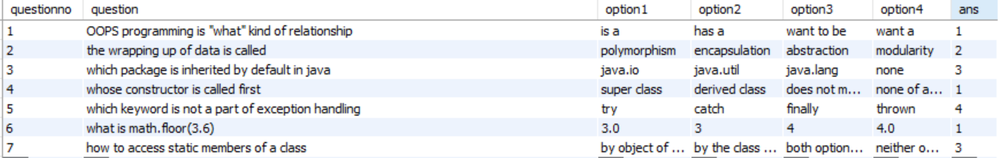 questionno question option1 option2 option3 option4 ans
1 OOPS programming is "what" kind of relationship is a has a want to be want a 1
2 the wrapping up of data is called polymorphism encapsulation abstraction modularity 2
3 which package is inherited by default in java java.io java.util java.lang none 3
4 whose constructor is called first super class derived class does not m... none of a... 1
5 which keyword is not a part of exception handling try catch finally thrown 4
6 what is math.floor(3.6) 3.0 3 4 4.0 1
7 how to access static members of a class by object of ... by the class ... both option... neither o... 3